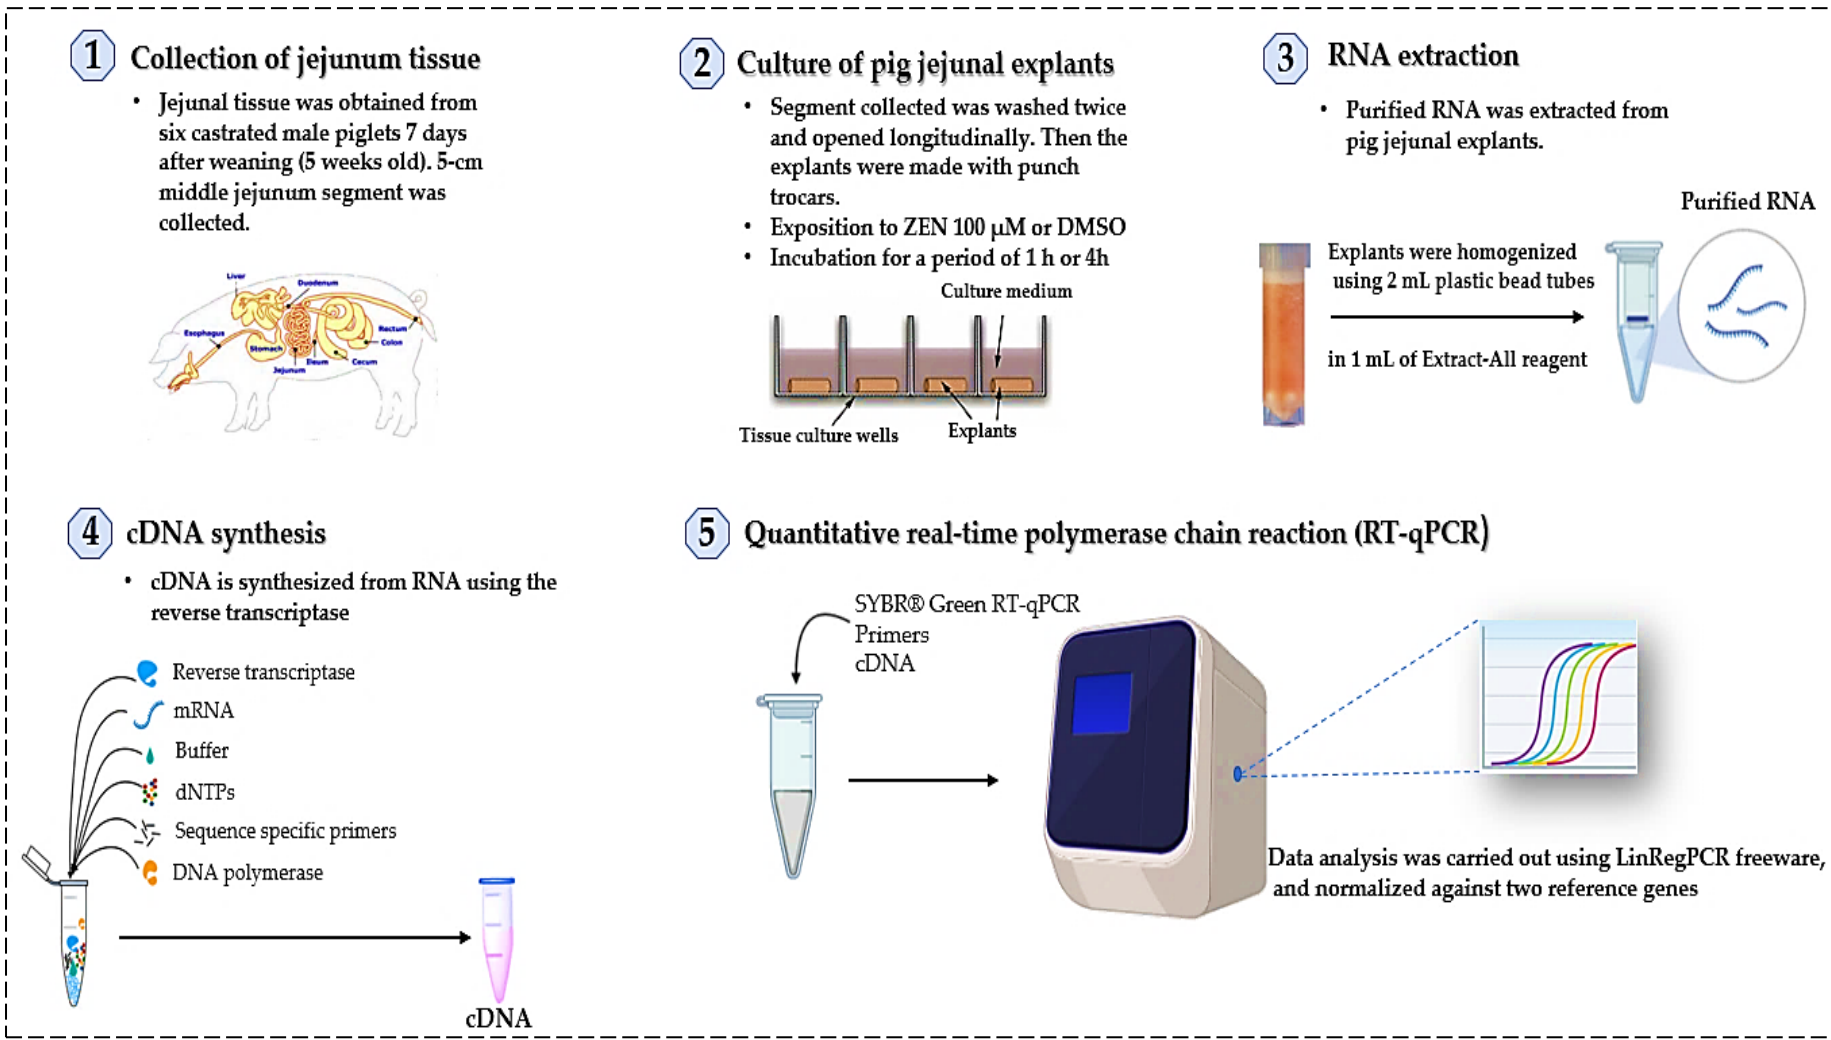 1
Collection of jejunum tissue
• Jejunal tissue was obtained from
six castrated male piglets 7 days
after weaning (5 weeks old). 5-cm
middle jejunum segment was
collected.
Liver
Duodenum
Esophagus
Stomach
Jejunum
Ileum
Cecum
Colon
Rectum
2
Culture of pig jejunal explants
• Segment collected was washed twice
and opened longitudinally. Then the
explants were made with punch
trocars.
• Exposition to ZEN 100 µM or DMSO
• Incubation for a period of 1 h or 4h
Culture medium
Tissue culture wells
Explants
3
RNA extraction
• Purified RNA was extracted from
pig jejunal explants.
Purified RNA
Explants were homogenized
using 2 mL plastic bead tubes
in 1 mL of Extract-All reagent
4
cDNA synthesis
• cDNA is synthesized from RNA using the
reverse transcriptase
Reverse transcriptase
mRNA
Buffer
dNTPs
Sequence specific primers
DNA polymerase
cDNA
5
Quantitative real-time polymerase chain reaction (RT-qPCR)
SYBR® Green RT-qPCR
Primers
cDNA
Data analysis was carried out using LinRegPCR freeware,
and normalized against two reference genes